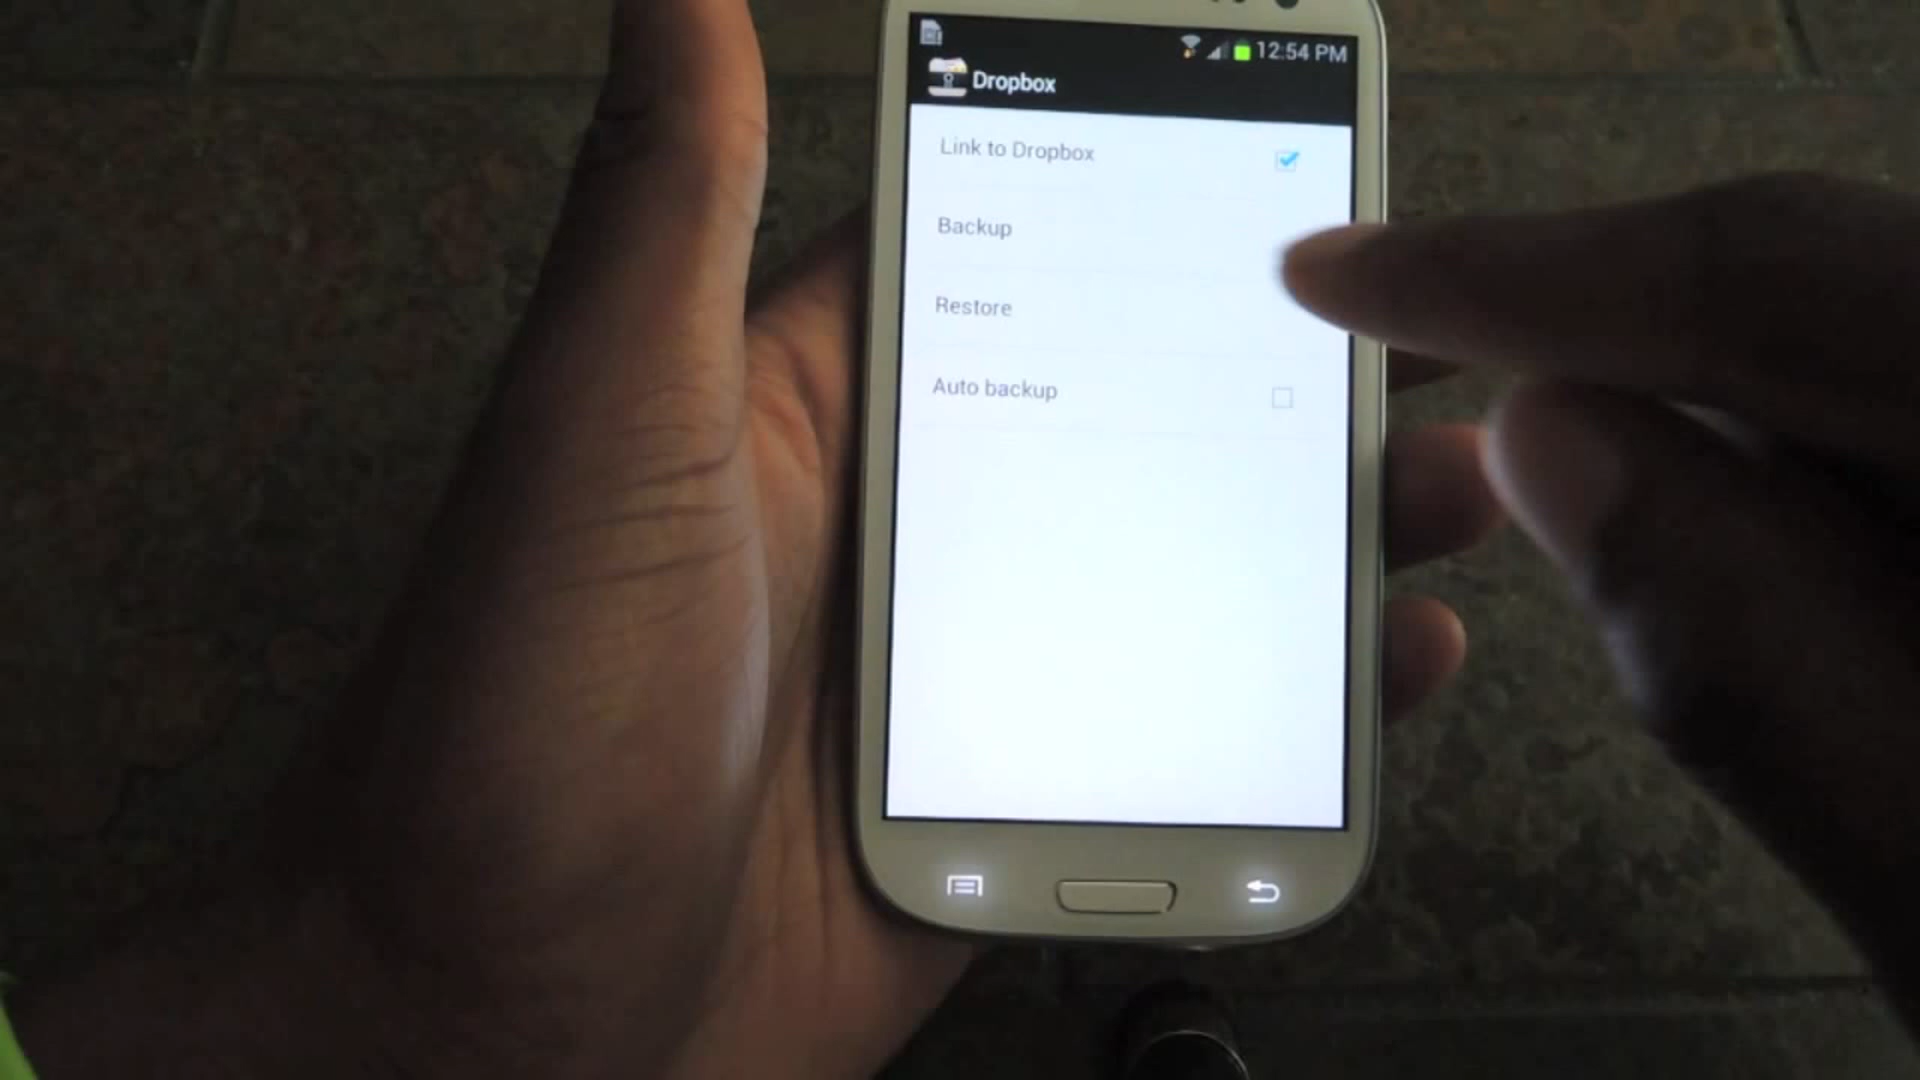 12:54 PM
Dropbox
Link to Dropbox
Backup
Restore
Auto backup